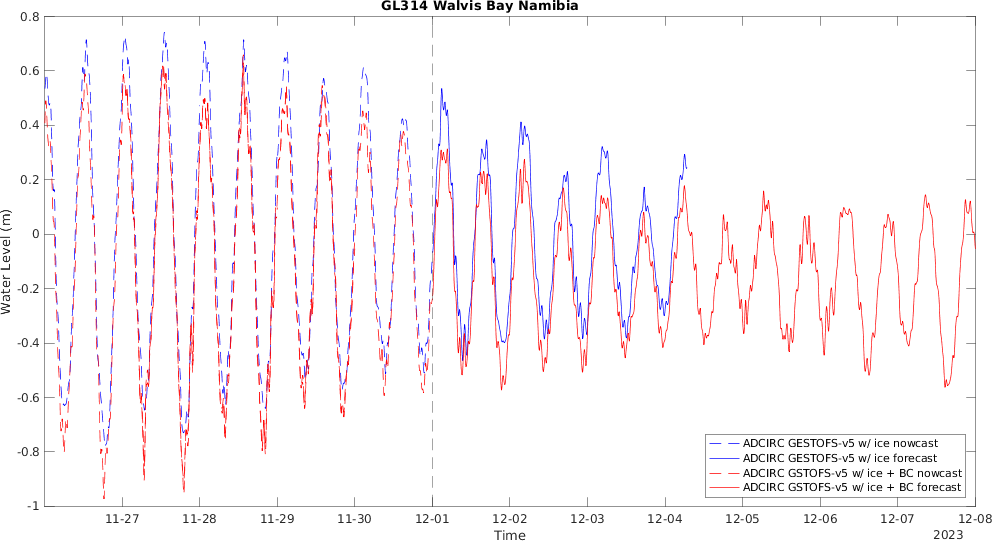 GL314 Walvis Bay Namibia
0.8
0.6
0.4
0.2
0
-0.2
-0.4
-0.6
-0.8
-1
Water Level (m)
11-27 11-28 11-29 11-30 12-01 12-02 12-03 12-04 12-05 12-06 12-07 12-08
Time
2023
ADCIRC GESTOFS-v5 w/ ice nowcast
ADCIRC GESTOFS-v5 w/ ice forecast
ADCIRC GSTOFS-v5 w/ ice + BC nowcast
ADCIRC GSTOFS-v5 w/ ice + BC forecast